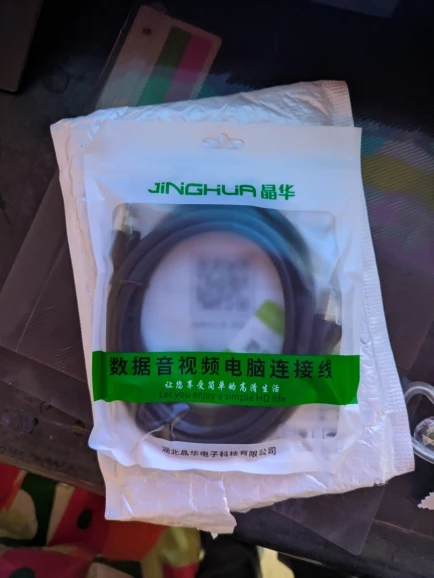 JINGHUA 晶华
数据音视频电脑连接线
让您享受简单的高清生活
Let you enjoy a simple HD life
湖北晶华电子科技有限公司